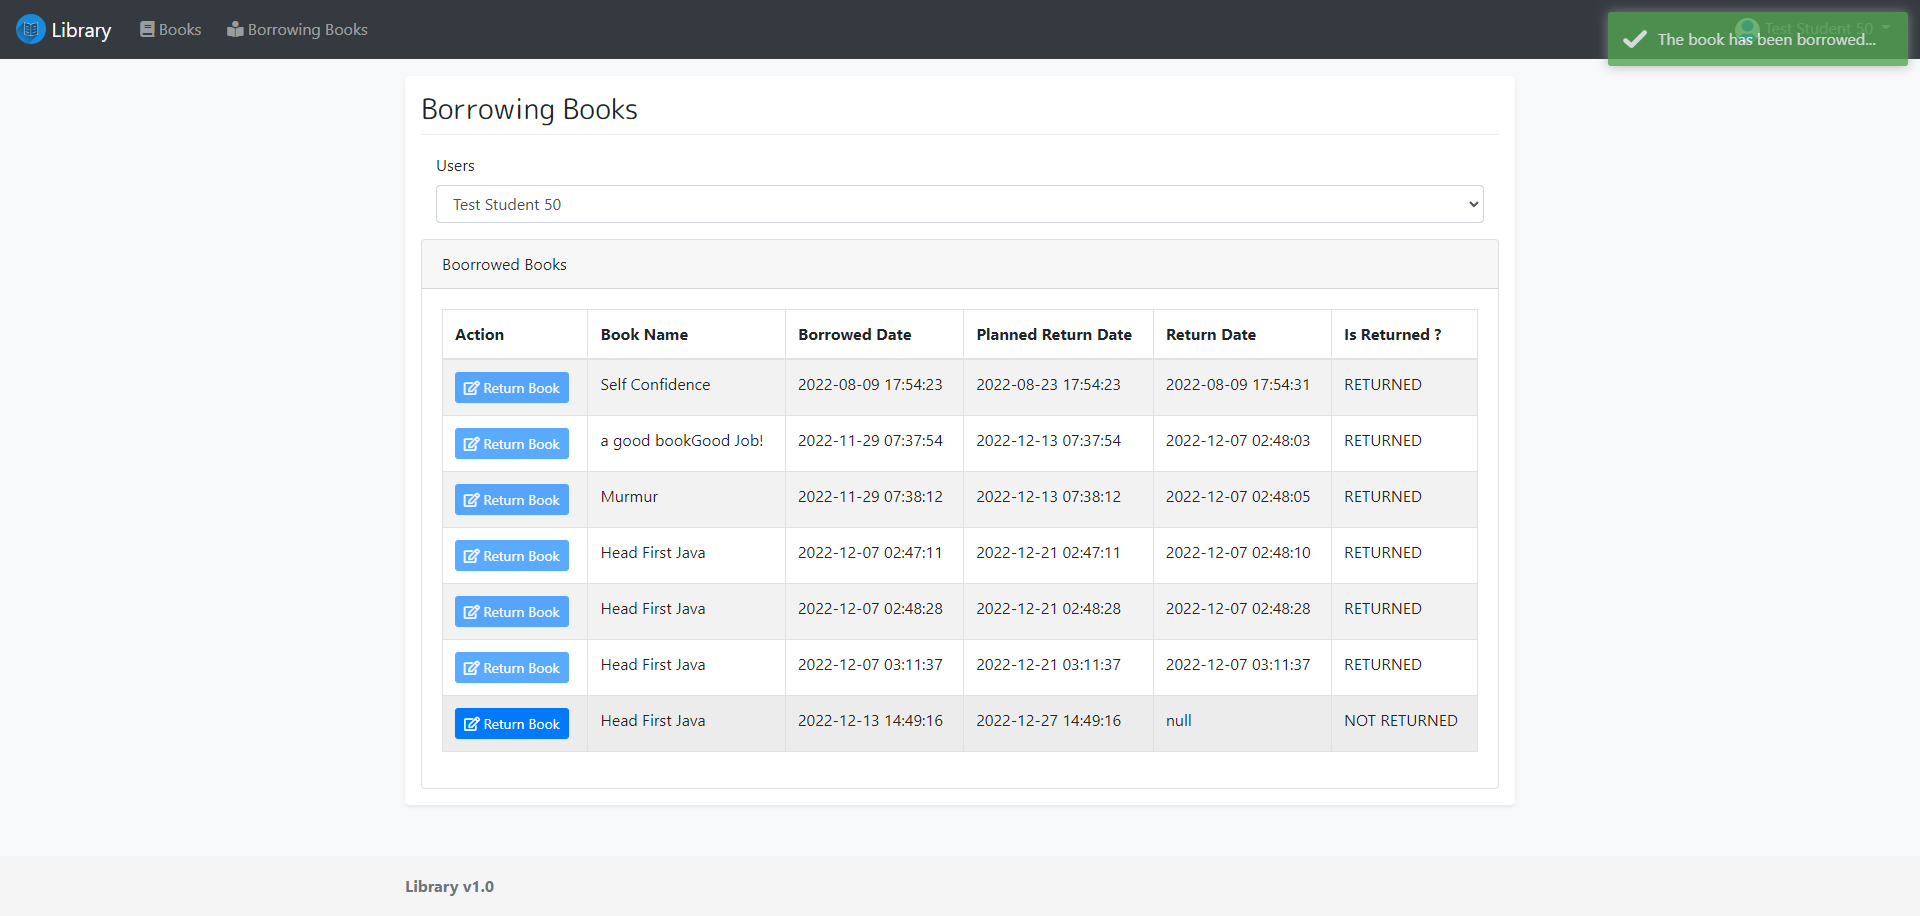 Library Books Borrowing Books Test Student 50
The book has been borrowed...
Borrowing Books
Users
Test Student 50
Boorrowed Books
Action Book Name Borrowed Date Planned Return Date Return Date Is Returned ?
Return Book Self Confidence 2022-08-09 17:54:23 2022-08-23 17:54:23 2022-08-09 17:54:31 RETURNED
Return Book a good bookGood Job! 2022-11-29 07:37:54 2022-12-13 07:37:54 2022-12-07 02:48:03 RETURNED
Return Book Murmur 2022-11-29 07:38:12 2022-12-13 07:38:12 2022-12-07 02:48:05 RETURNED
Return Book Head First Java 2022-12-07 02:47:11 2022-12-21 02:47:11 2022-12-07 02:48:10 RETURNED
Return Book Head First Java 2022-12-07 02:48:28 2022-12-21 02:48:28 2022-12-07 02:48:28 RETURNED
Return Book Head First Java 2022-12-07 03:11:37 2022-12-21 03:11:37 2022-12-07 03:11:37 RETURNED
Return Book Head First Java 2022-12-13 14:49:16 2022-12-27 14:49:16 null NOT RETURNED
Library v1.0